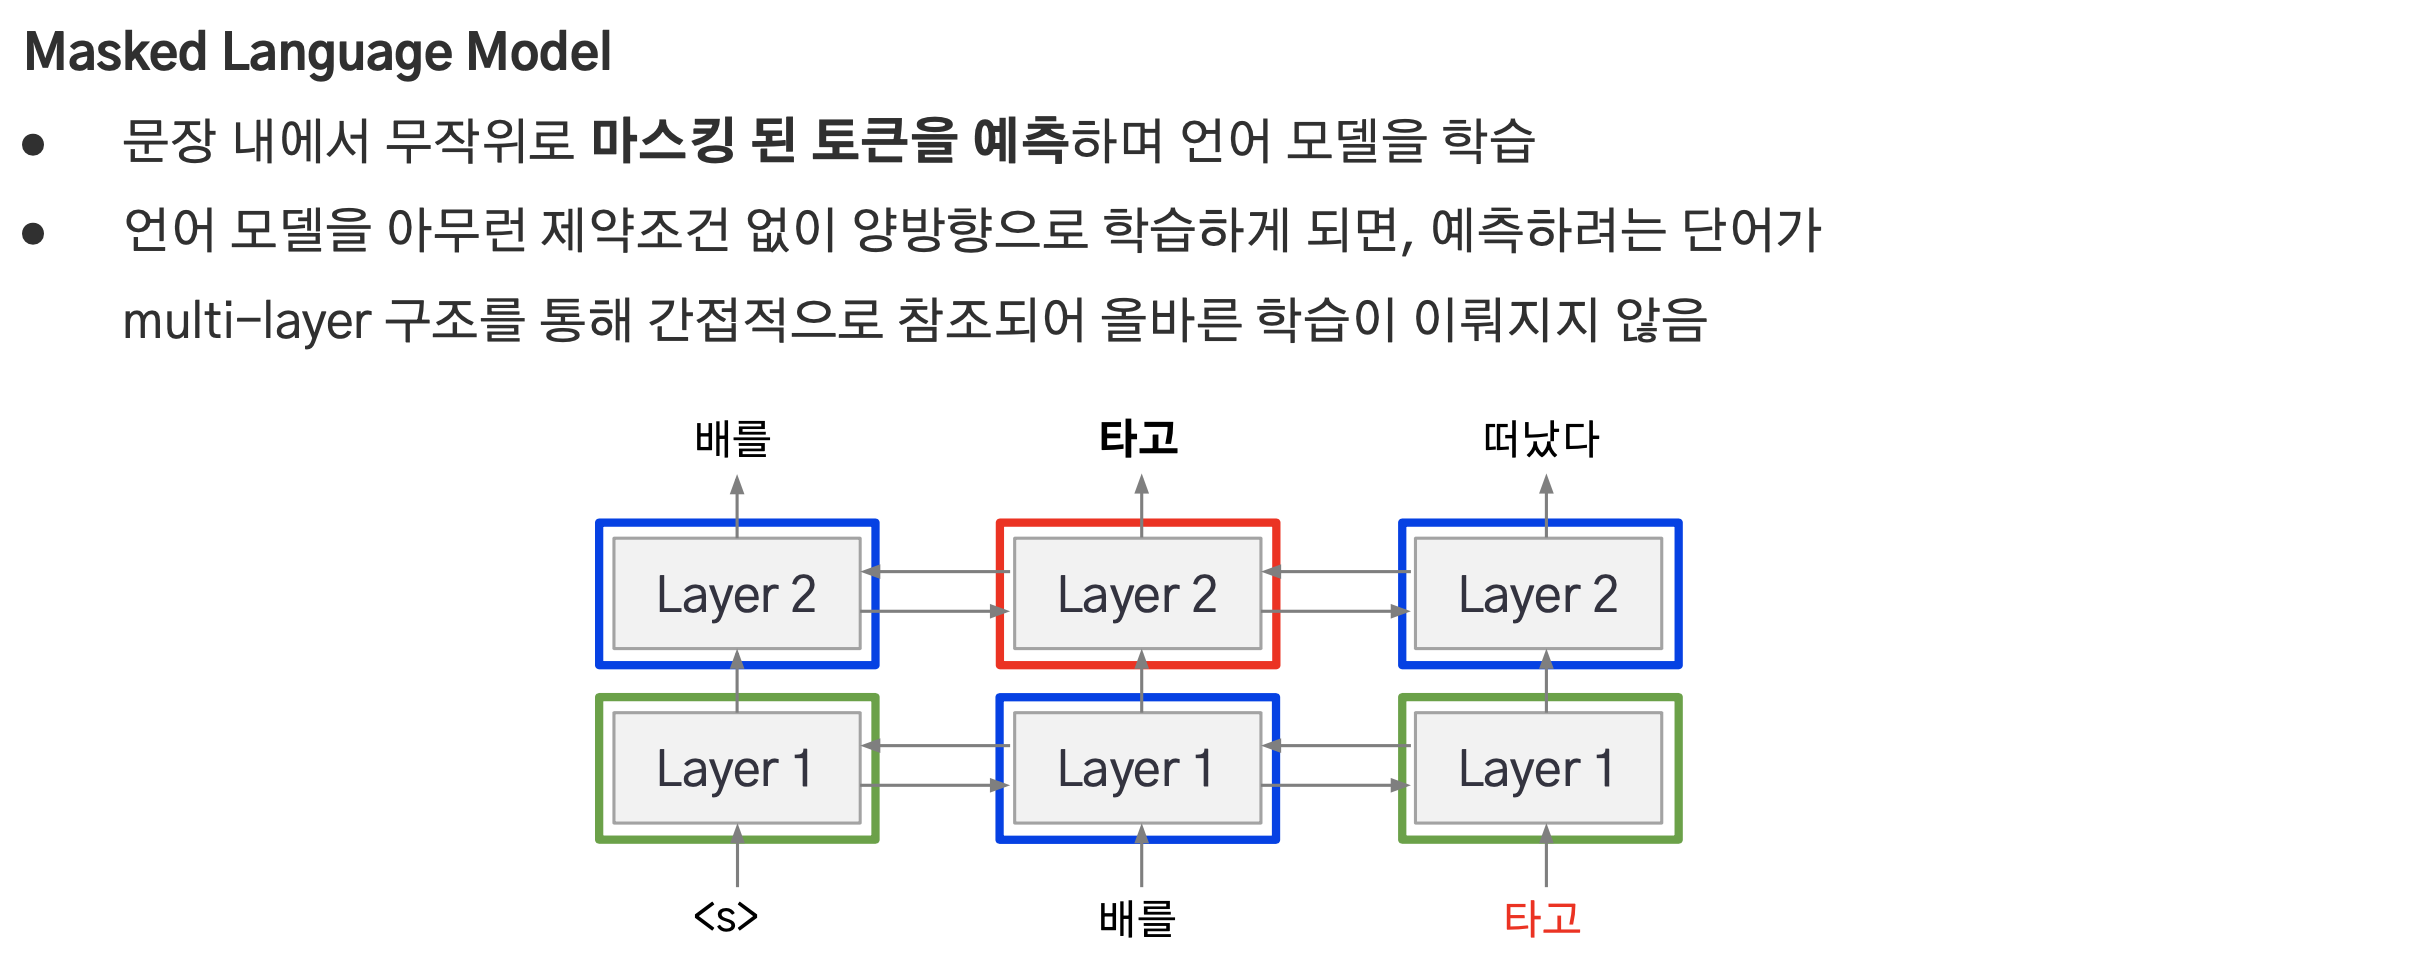 Masked Language Model
● 문장 내에서 무작위로 마스킹 된 토큰을 예측하며 언어 모델을 학습
● 언어 모델을 아무런 제약조건 없이 양방향으로 학습하게 되면, 예측하려는 단어가
multi-layer 구조를 통해 간접적으로 참조되어 올바른 학습이 이뤄지지 않음
배를 타고 떠났다
Layer 2 Layer 2 Layer 2
Layer 1 Layer 1 Layer 1
<s> 배를 타고